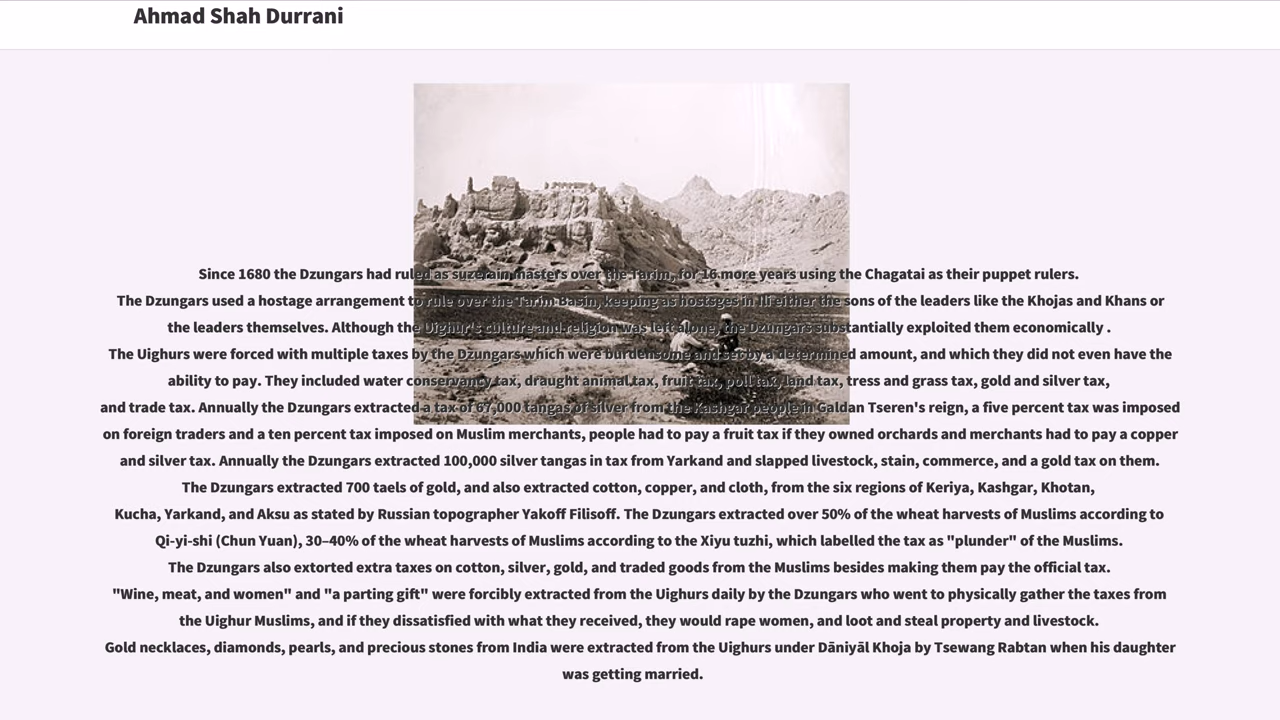 Ahmad Shah Durrani
Since 1680 the Dzungars had ruled as suzerain masters over the Tarim, for 16 more years using the Chagatai as their puppet rulers.
The Dzungars used a hostage arrangement to rule over the Tarim Basin, keeping as hostsges in Ili either the sons of the leaders like the Khojas and Khans or
the leaders themselves. Although the Uighur's culture and religion was left alone, the Dzungars substantially exploited them economically .
The Uighurs were forced with multiple taxes by the Dzungars which were burdensome and set by a determined amount, and which they did not even have the
ability to pay. They included water conservancy tax, draught animal tax, fruit tax, poll tax, land tax, tress and grass tax, gold and silver tax,
and trade tax. Annually the Dzungars extracted a tax of 67,000 tangas of silver from the Kashgar people in Galdan Tseren's reign, a five percent tax was imposed
on foreign traders and a ten percent tax imposed on Muslim merchants, people had to pay a fruit tax if they owned orchards and merchants had to pay a copper
and silver tax. Annually the Dzungars extracted 100,000 silver tangas in tax from Yarkand and slapped livestock, stain, commerce, and a gold tax on them.
The Dzungars extracted 700 taels of gold, and also extracted cotton, copper, and cloth, from the six regions of Keriya, Kashgar, Khotan,
Kucha, Yarkand, and Aksu as stated by Russian topographer Yakoff Filisoff. The Dzungars extracted over 50% of the wheat harvests of Muslims according to
Qi-yi-shi (Chun Yuan), 30–40% of the wheat harvests of Muslims according to the Xiyu tuzhi, which labelled the tax as "plunder" of the Muslims.
The Dzungars also extorted extra taxes on cotton, silver, gold, and traded goods from the Muslims besides making them pay the official tax.
"Wine, meat, and women" and "a parting gift" were forcibly extracted from the Uighurs daily by the Dzungars who went to physically gather the taxes from
the Uighur Muslims, and if they dissatisfied with what they received, they would rape women, and loot and steal property and livestock.
Gold necklaces, diamonds, pearls, and precious stones from India were extracted from the Uighurs under Dāniyāl Khoja by Tsewang Rabtan when his daughter
was getting married.